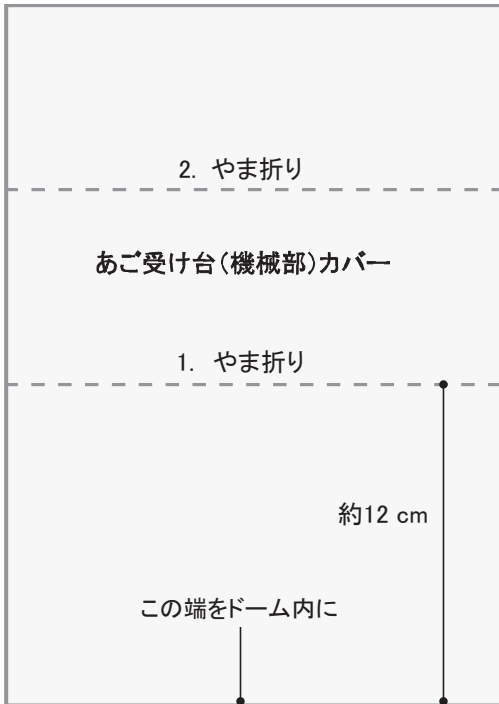 2. やま折り
あご受け台(機械部)カバー
1. やま折り
約12 cm
この端をドーム内に